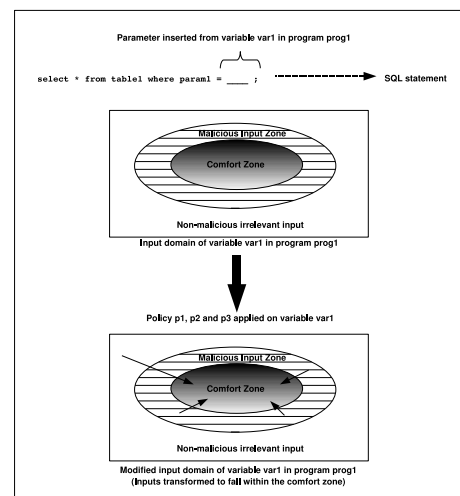 Parameter inserted from variable var1 in program prog1
select * from table1 where param1 = ____ ;
SQL statement
Malicious Input Zone
Comfort Zone
Non-malicious irrelevant input
Input domain of variable var1 in program prog1
Policy p1, p2 and p3 applied on variable var1
Malicious Input Zone
Comfort Zone
Non-malicious irrelevant input
Modified input domain of variable var1 in program prog1
(Inputs transformed to fall within the comfort zone)